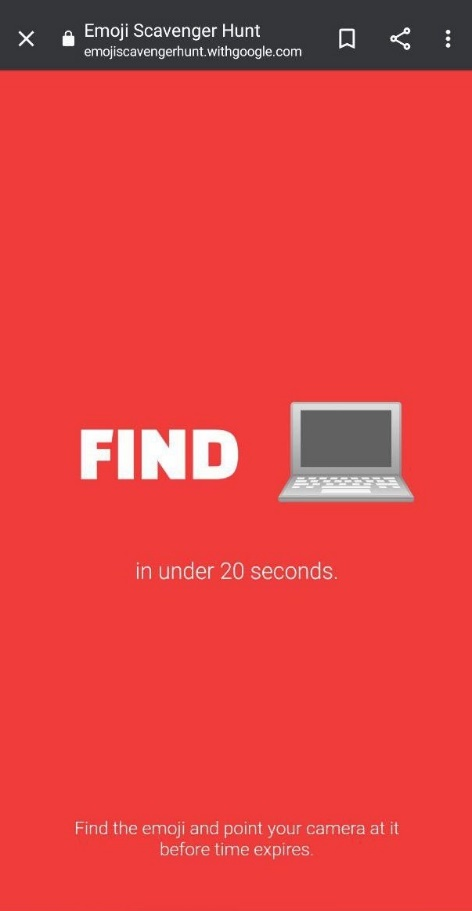 Emoji Scavenger Hunt
emojiscavengerhunt.withgoogle.com
FIND
in under 20 seconds.
Find the emoji and point your camera at it
before time expires.